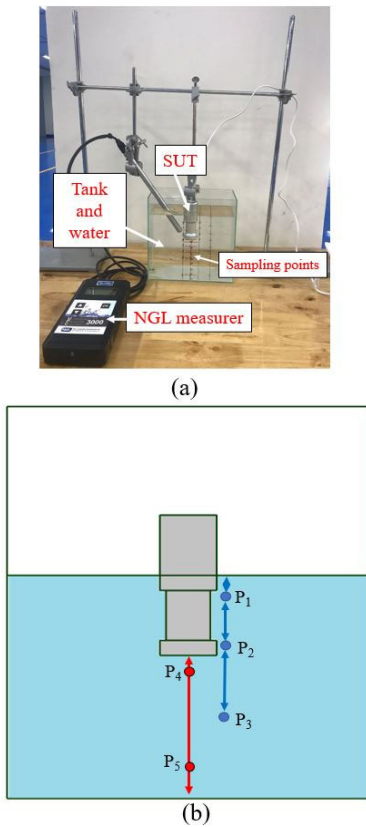 SUT
Tank
and
water
Sampling points
NGL measurer
3000
(a)
P1
P2
P4
P3
P5
(b)